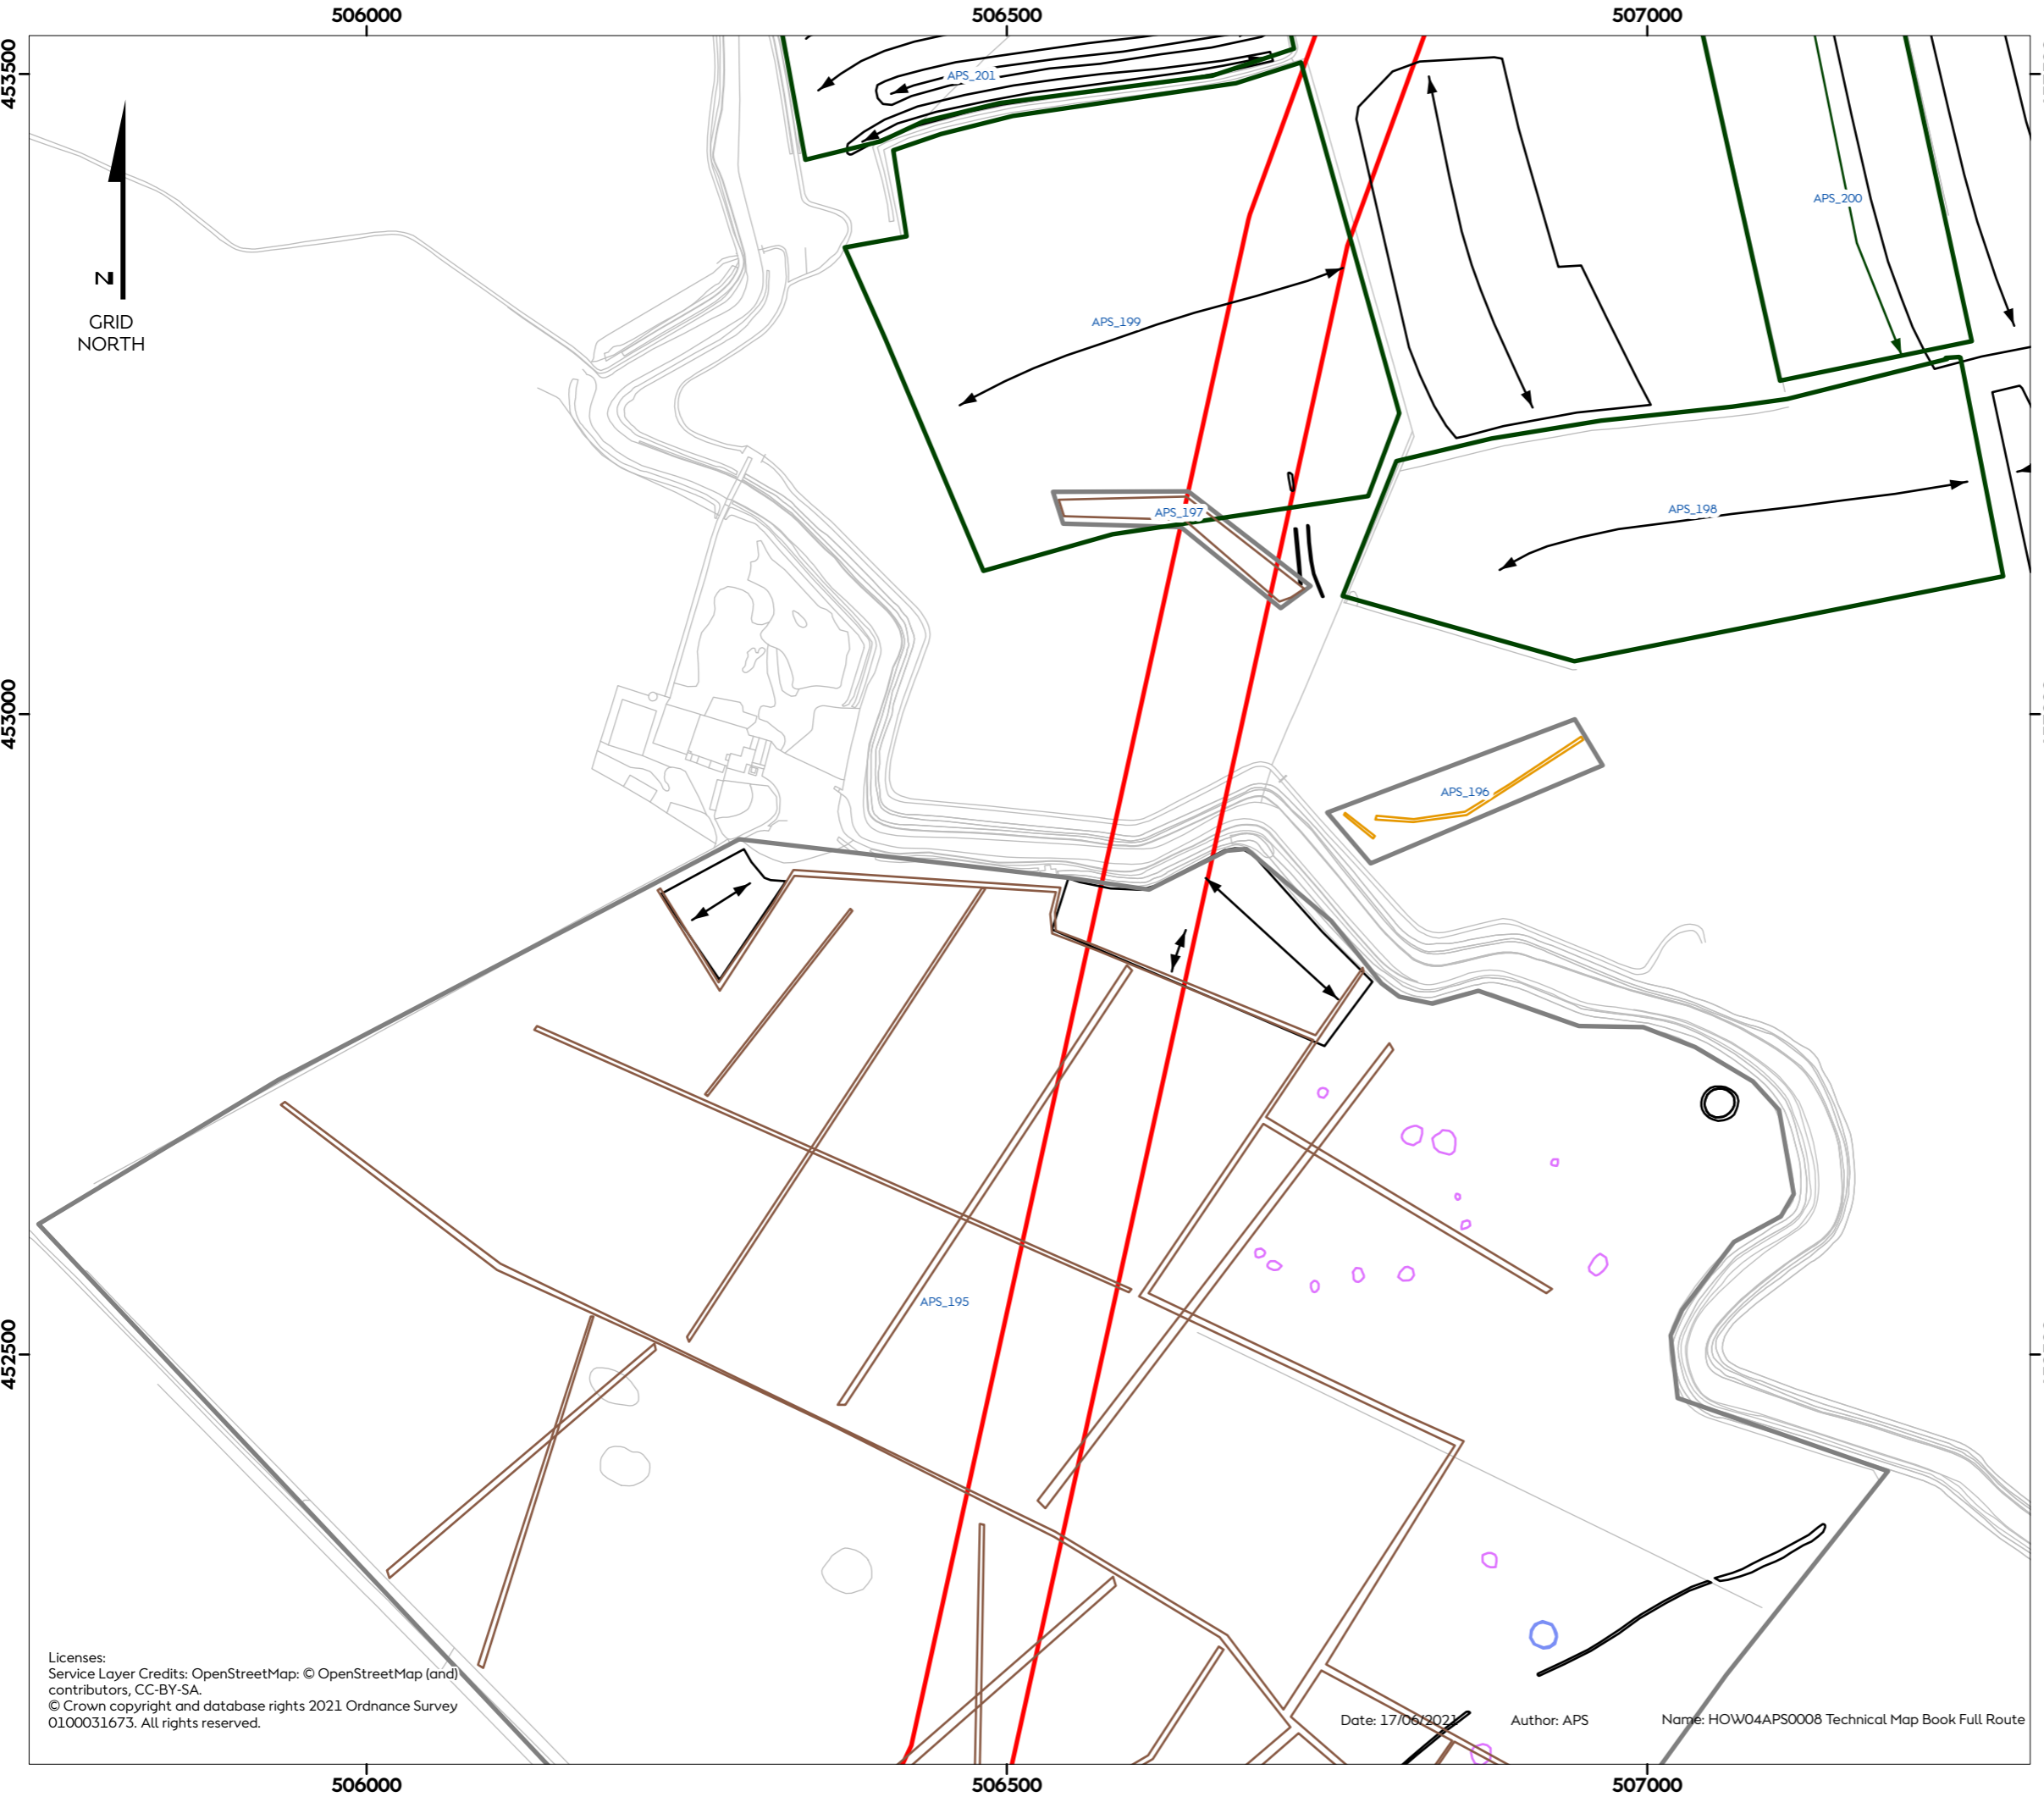 506000
506500
507000
453500
453000
452500
N
GRID
NORTH
APS_201
APS_200
APS_199
APS_198
APS_197
APS_196
APS_195
Licenses:
Service Layer Credits: OpenStreetMap: © OpenStreetMap (and)
contributors, CC-BY-SA.
© Crown copyright and database rights 2021 Ordnance Survey
0100031673. All rights reserved.
Date: 17/06/2021
Author: APS
Name: HOW04APS0008 Technical Map Book Full Route
506000
506500
507000